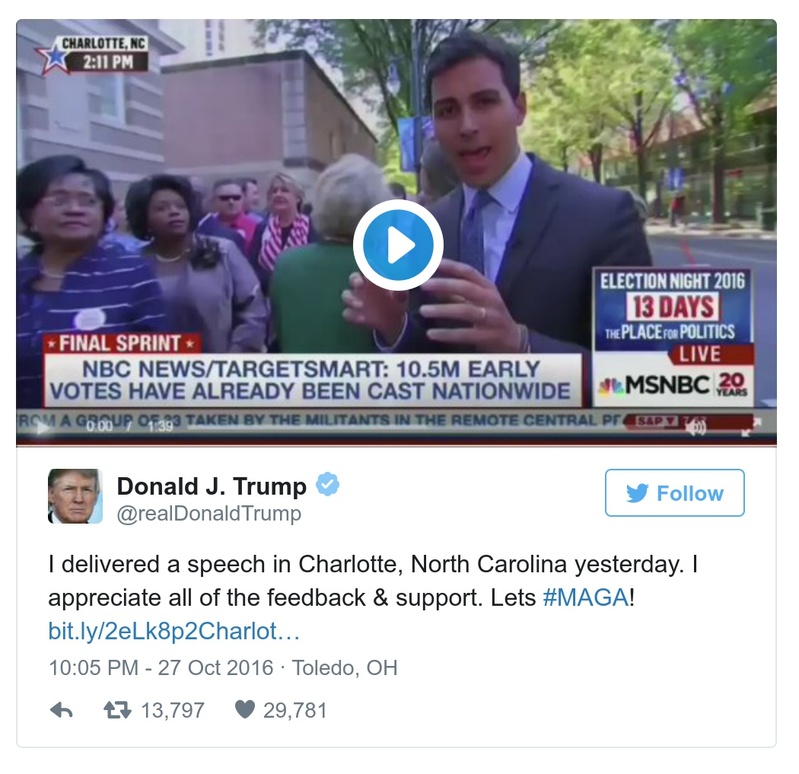 CHARLOTTE, NC
2:11 PM
ELECTION NIGHT 2016
13 DAYS
THE PLACE FOR POLITICS
LIVE
MSNBC 20 YEARS
★ FINAL SPRINT ★
NBC NEWS/TARGETSMART: 10.5M EARLY
VOTES HAVE ALREADY BEEN CAST NATIONWIDE
TAKEN BY THE MILITANTS IN THE REMOTE CENTRAL S&P ▼
0:00 / 1:39
Donald J. Trump
@realDonaldTrump
Follow
I delivered a speech in Charlotte, North Carolina yesterday. I
appreciate all of the feedback & support. Lets #MAGA!
bit.ly/2eLk8p2Charlot…
10:05 PM - 27 Oct 2016 · Toledo, OH
13,797 29,781